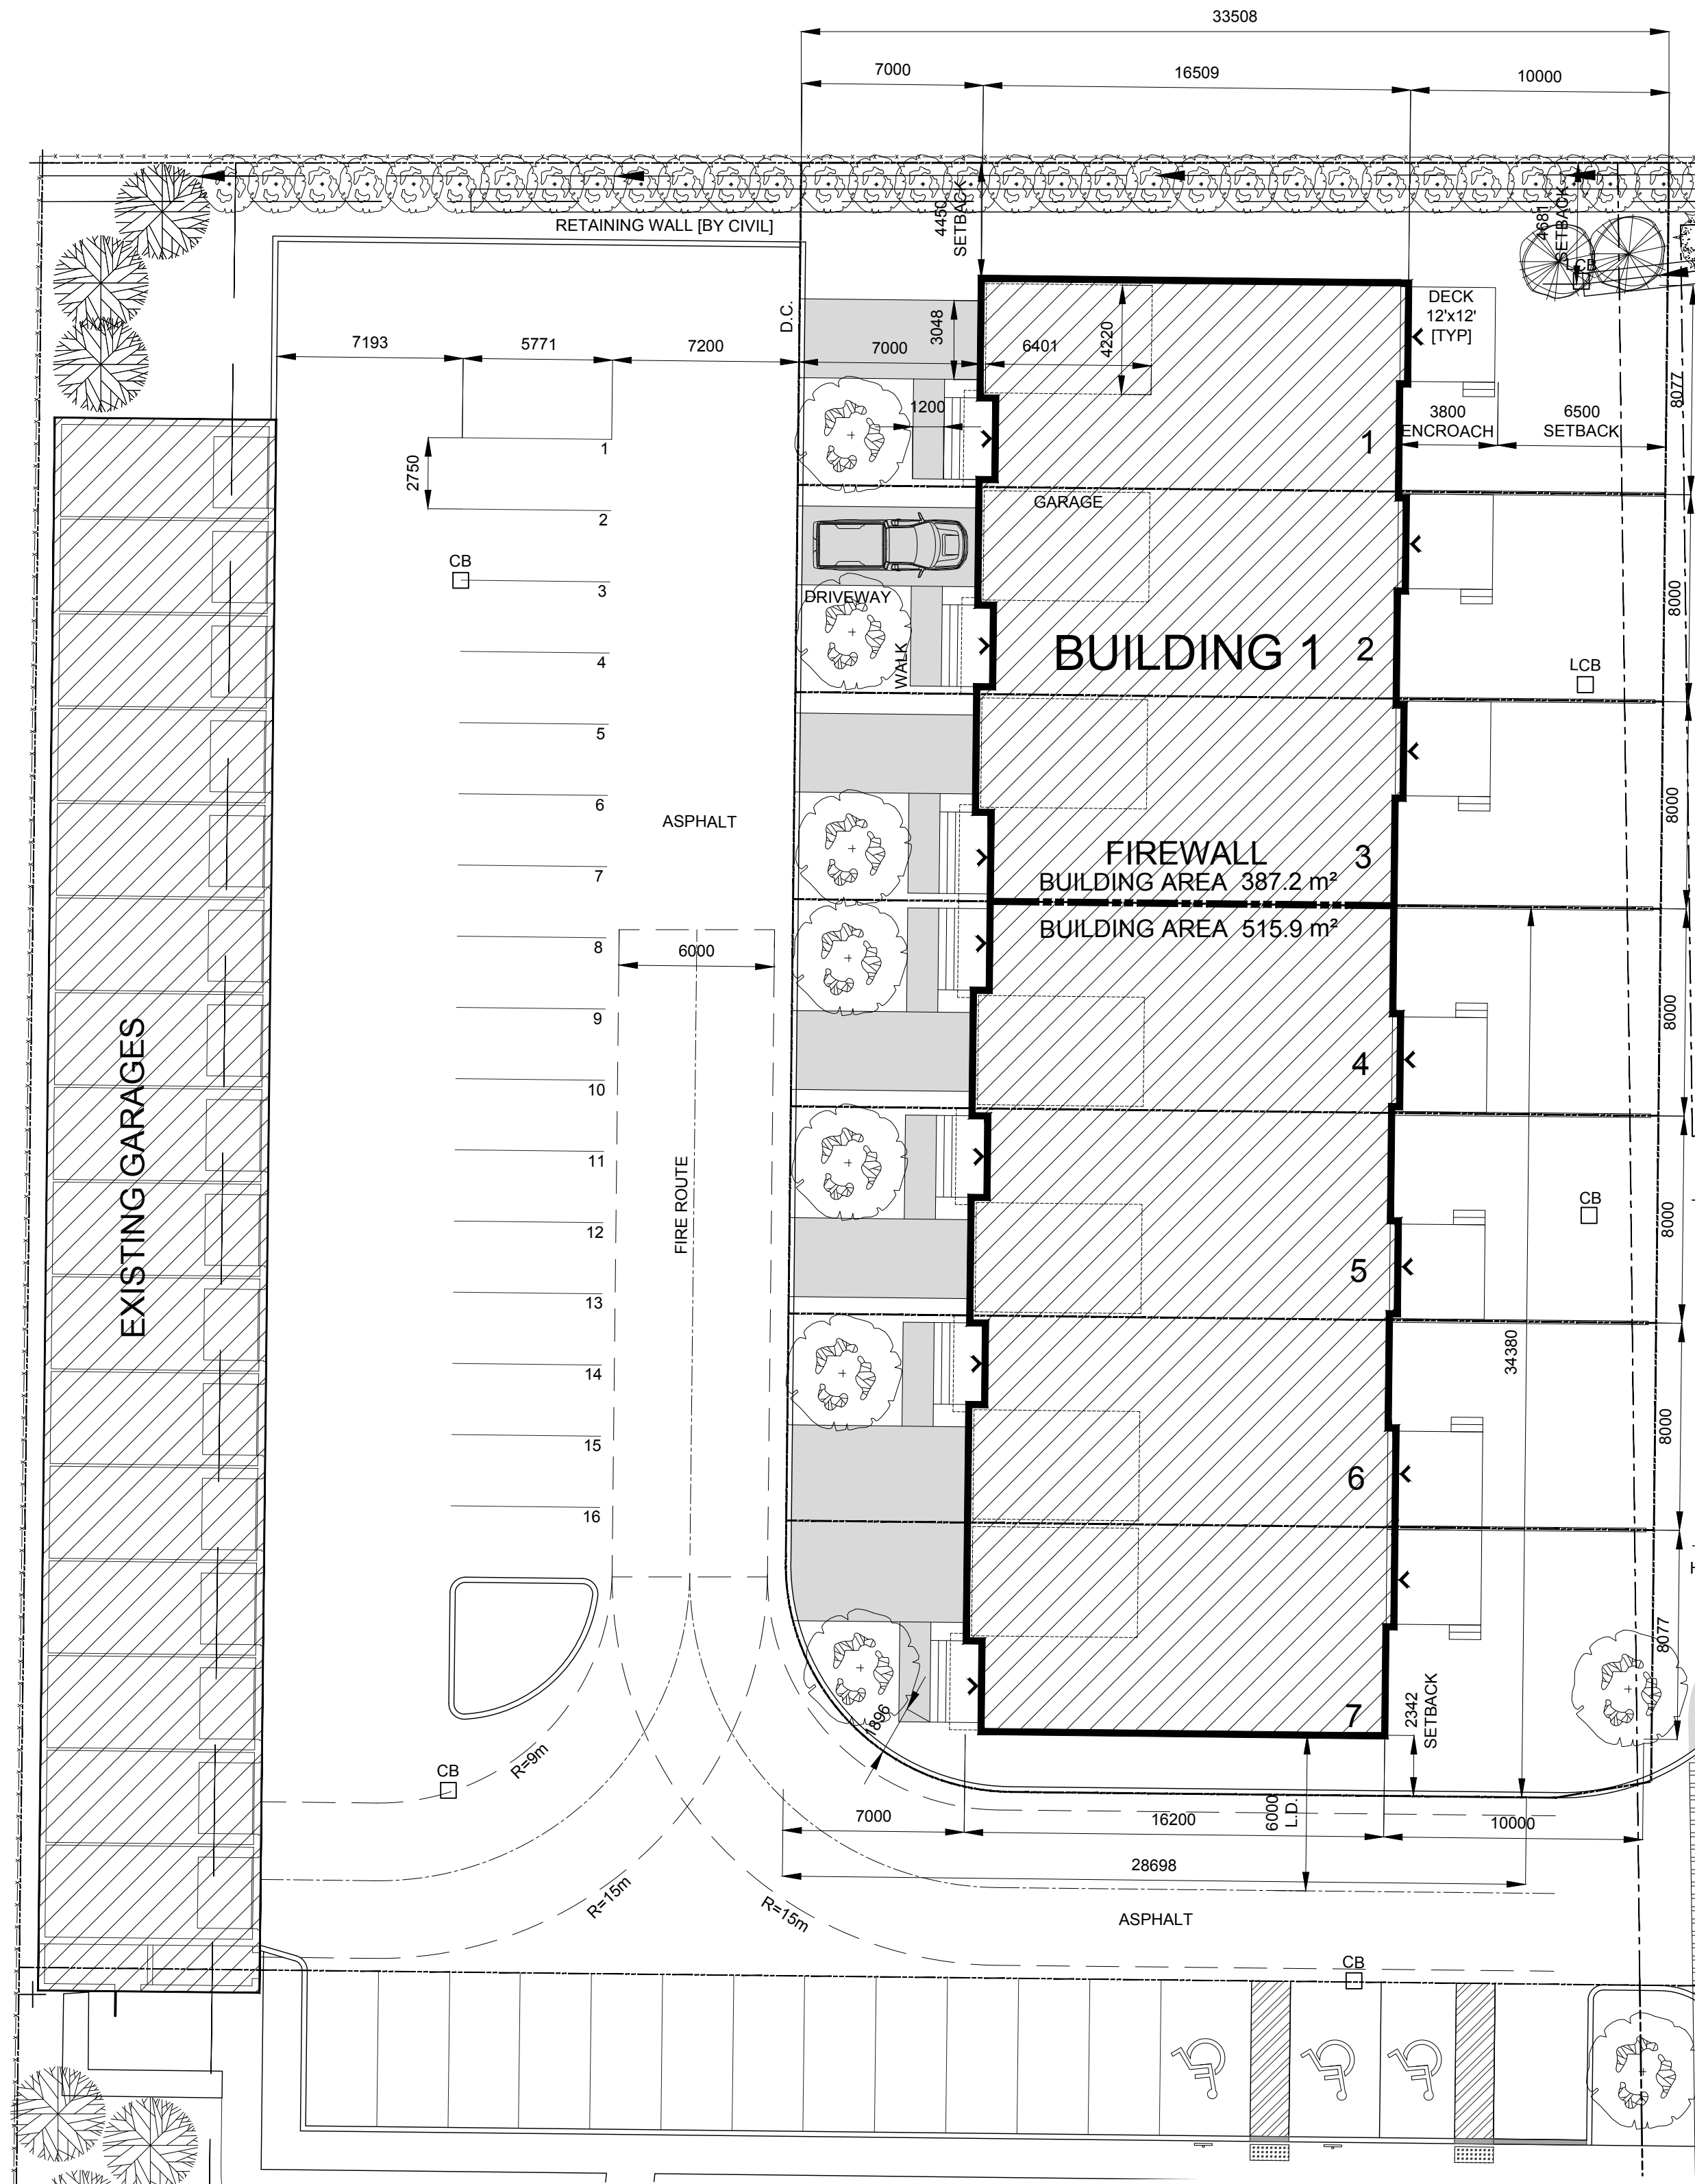 33508
7000
16509
10000
4450
SETBACK
4681
SETBACK
RETAINING WALL [BY CIVIL]
LCB
D.C.
DECK
12'x12'
[TYP]
7193
5771
7200
7000
3048
6401
4220
8077
1200
3800
ENCROACH
6500
SETBACK
1
1
2750
GARAGE
2
CB
3
DRIVEWAY
8000
WALK
BUILDING 1
2
4
LCB
5
6
ASPHALT
8000
FIREWALL
3
BUILDING AREA 387.2 m²
7
BUILDING AREA 515.9 m²
8
6000
9
8000
EXISTING GARAGES
4
10
11
FIRE ROUTE
CB
12
8000
5
13
34380
14
8000
15
6
16
8077
1896
7
2342
SETBACK
R=9m
CB
7000
16200
6000
L.D.
10000
28698
R=15m
R=15m
ASPHALT
CB